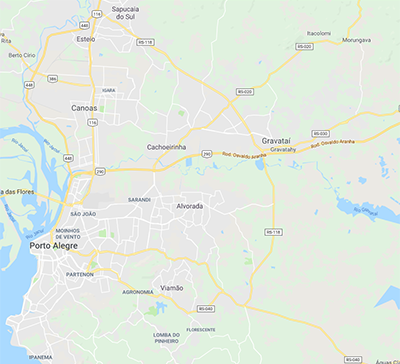 Sapucaia
do Sul
116
448
Esteio
RS-118
Itacolomi
RS-020
Morungava
Rita
Berto Círio
448
386
IGARA
RS-020
Canoas
116
RS-118
RS-030
Rod. Osvaldo Aranha
Cachoeirinha
Gravataí
Gravatahy
290
Rod. Osvaldo Aranha
448
290
a das Flores
SARANDI
Alvorada
SÃO JOÃO
MOINHOS
DE VENTO
RS-118
Porto Alegre
PARTENON
AGRONOMIA
Viamão
RS-040
FLORESCENTE
LOMBA DO
PINHEIRO
RS-040
IPANEMA
Águas Cl